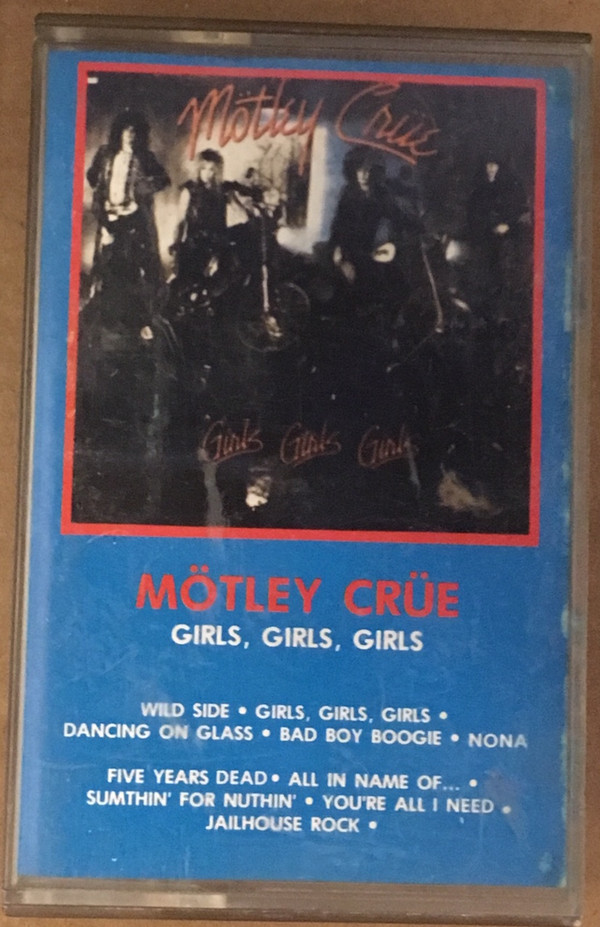 Mötley Crüe
Girls Girls Girls
MÖTLEY CRÜE
GIRLS, GIRLS, GIRLS
WILD SIDE • GIRLS, GIRLS, GIRLS •
DANCING ON GLASS • BAD BOY BOOGIE • NONA
FIVE YEARS DEAD • ALL IN NAME OF... •
SUMTHIN' FOR NUTHIN' • YOU'RE ALL I NEED •
JAILHOUSE ROCK •